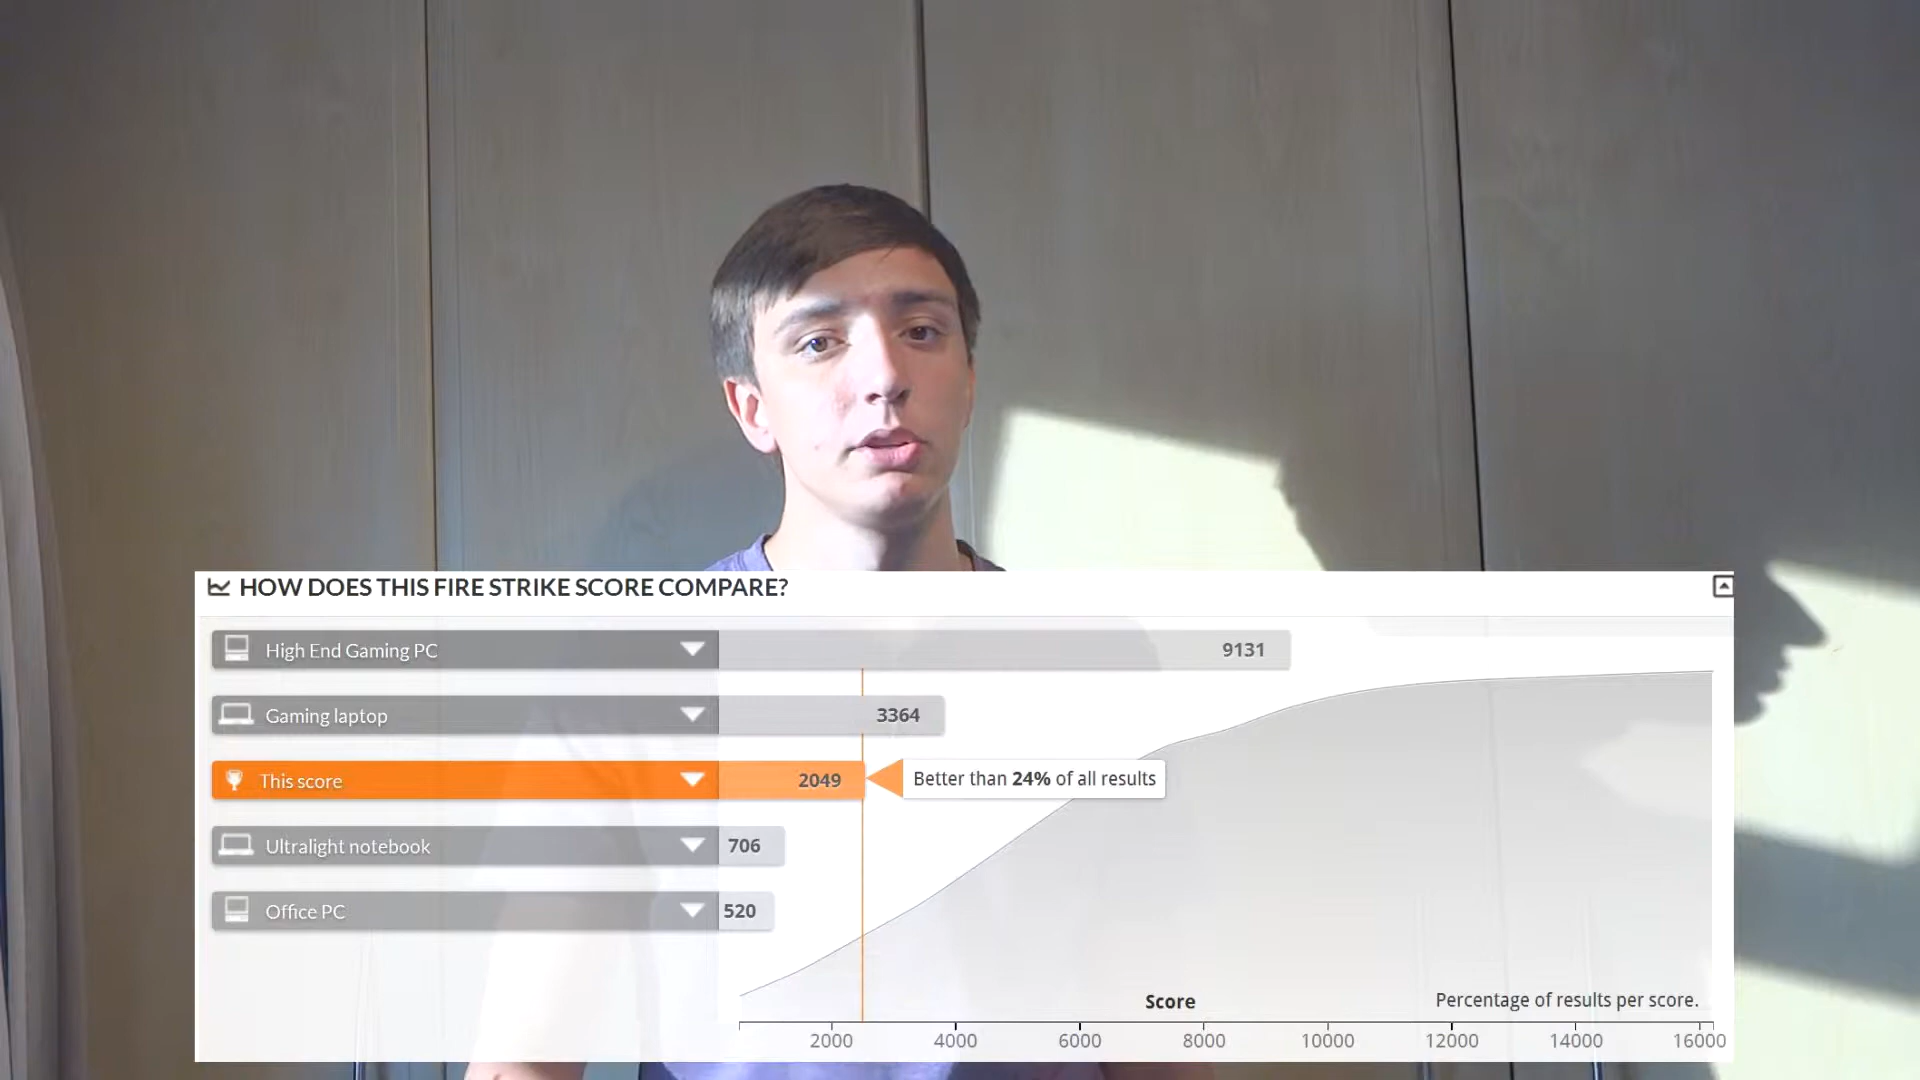 HOW DOES THIS FIRE STRIKE SCORE COMPARE?
High End Gaming PC 9131
Gaming laptop 3364
This score 2049 Better than 24% of all results
Ultralight notebook 706
Office PC 520
Score Percentage of results per score.
2000 4000 6000 8000 10000 12000 14000 16000